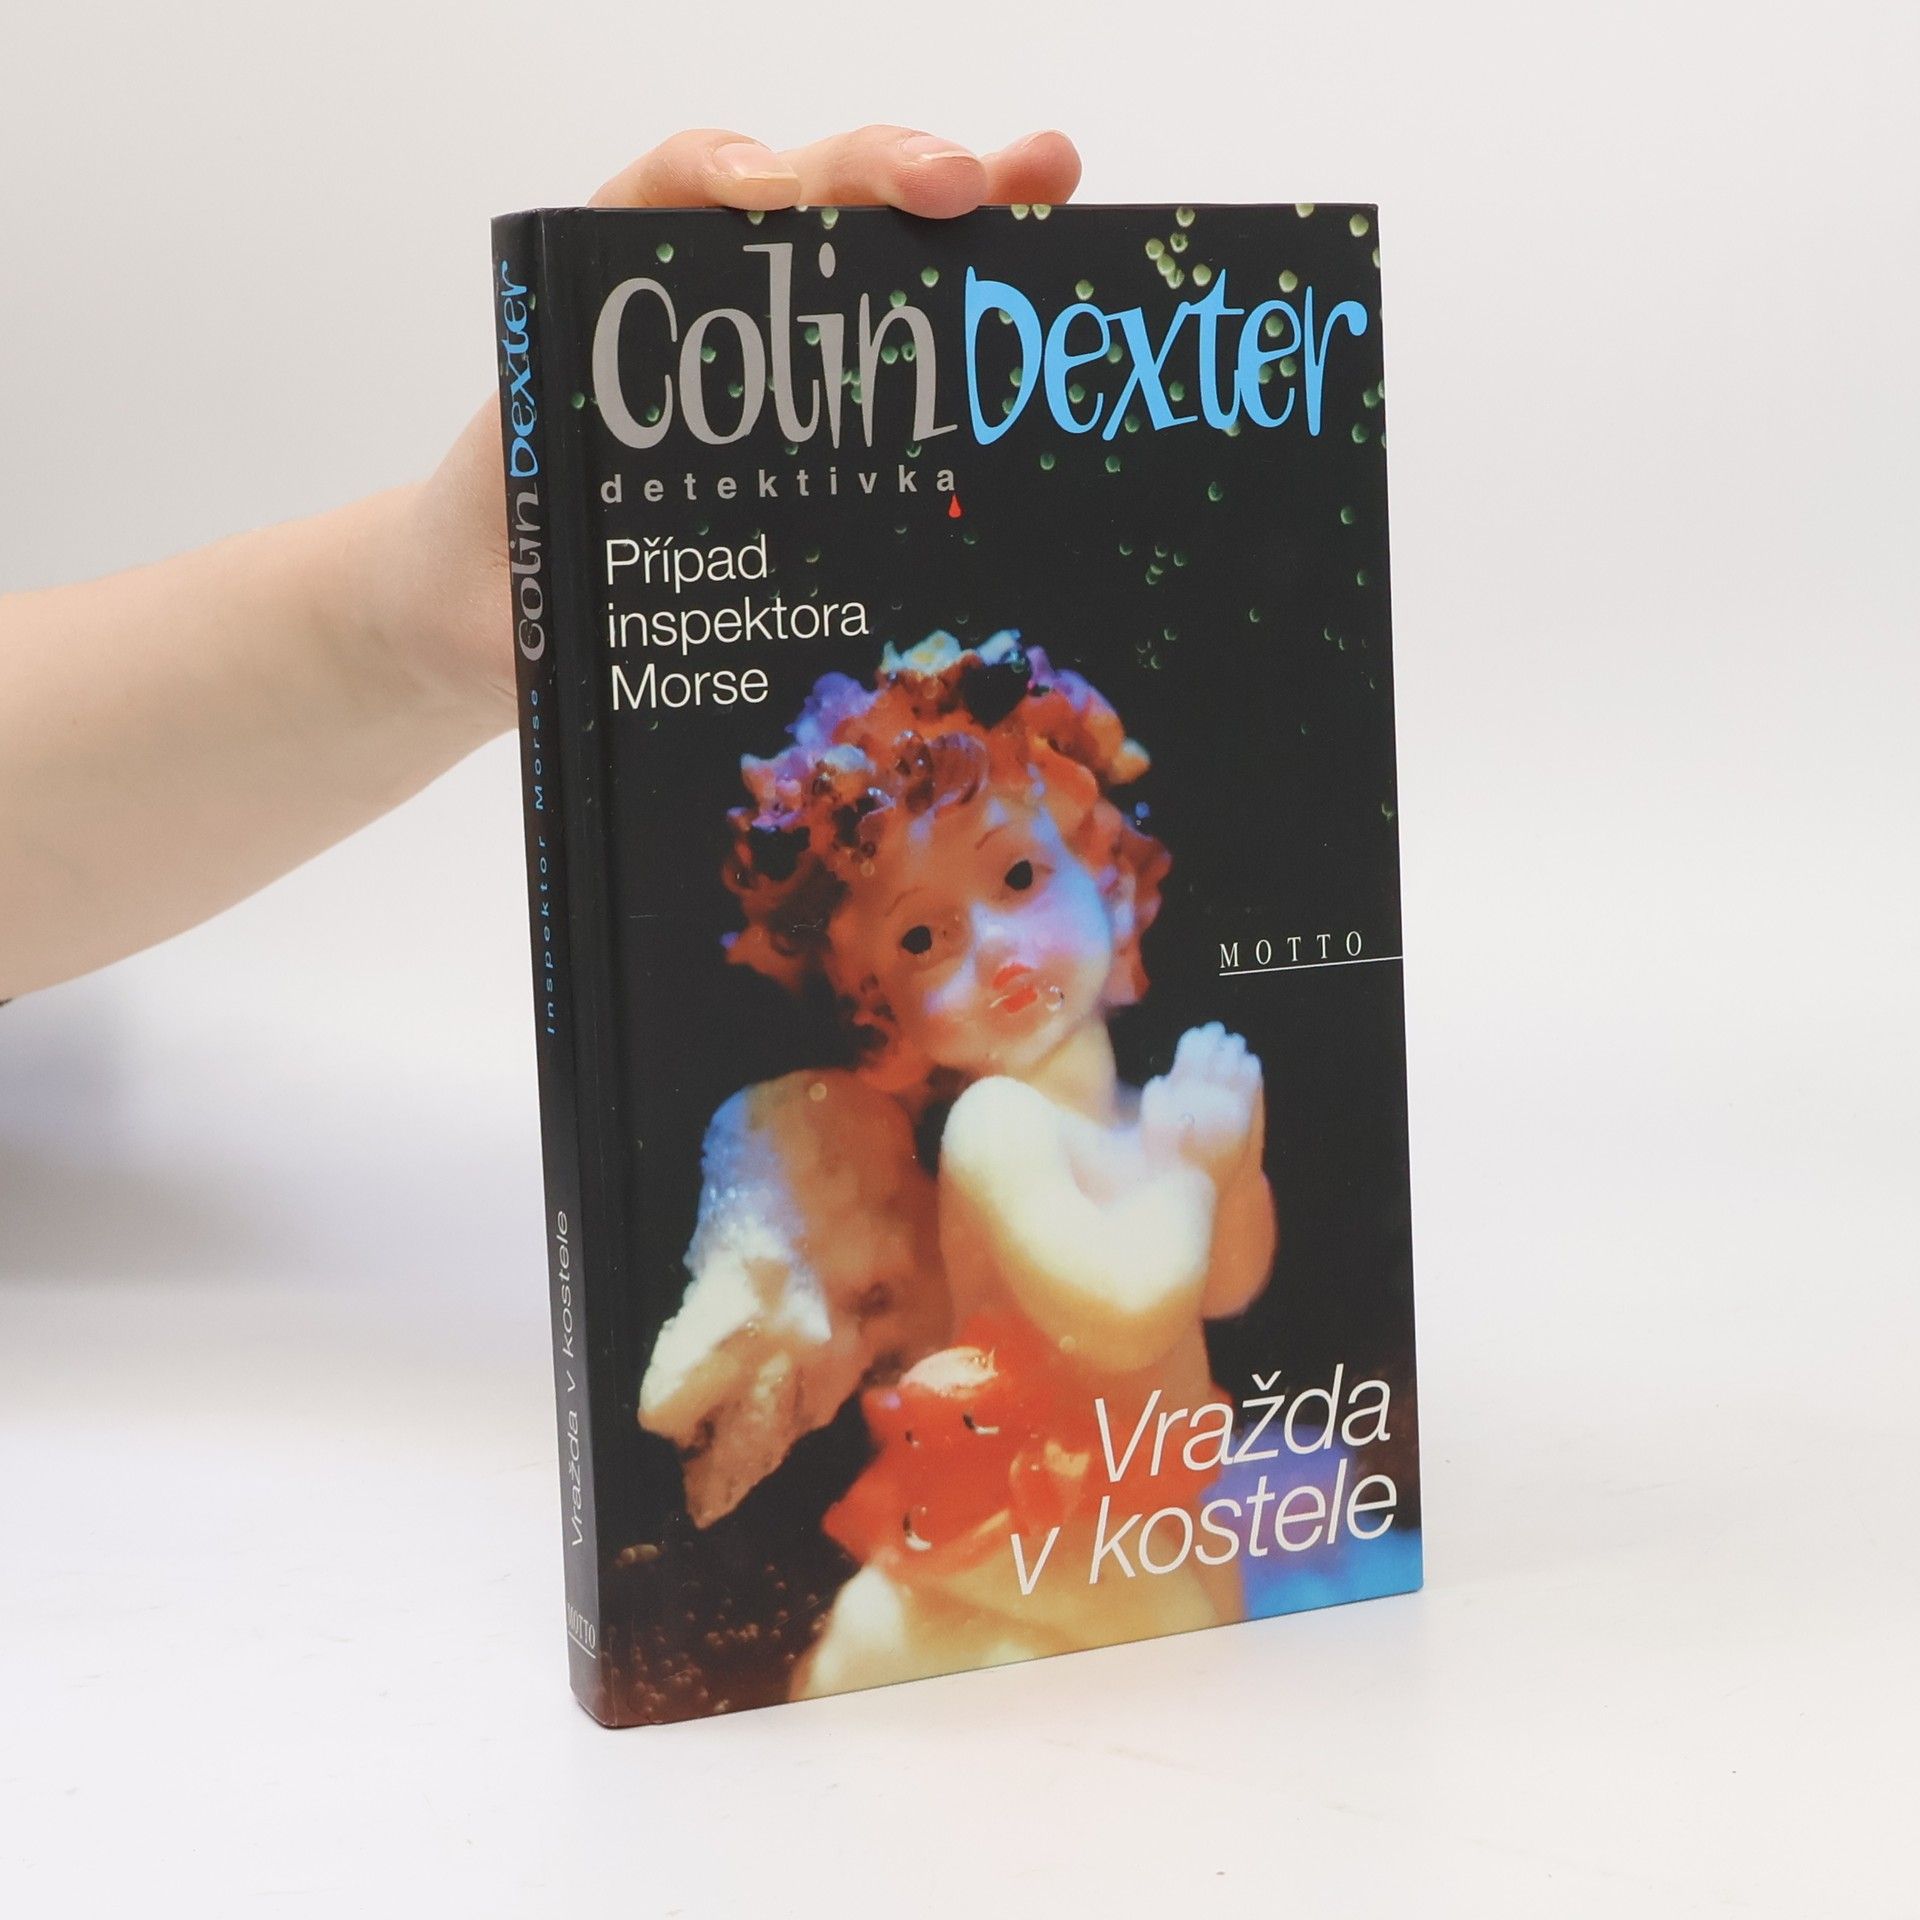 Colin Dexter
detektivka
Případ
inspektora
Morse
MOTTO
Vražda
v kostele
Vražda v kostele Inspektor Morse Colin Dexter
MOTTO